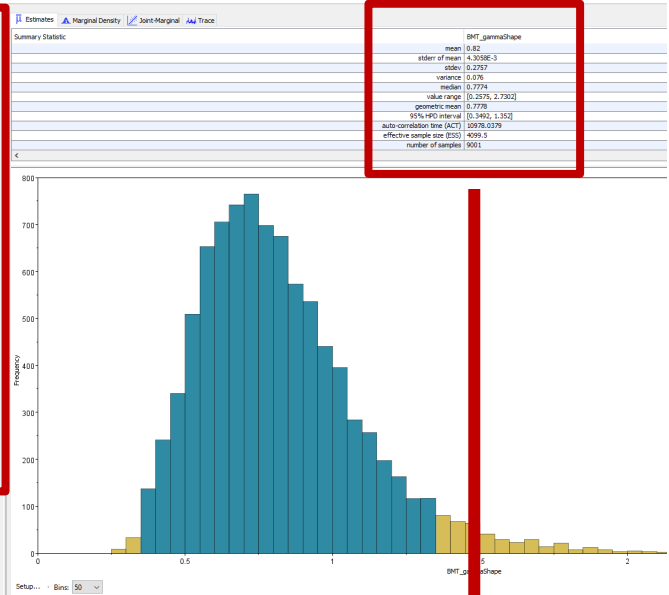 Estimates Marginal Density Joint-Marginal Trace
Summary Statistic BMT_gammaShape
mean 0.82
stderr of mean 4.3058E-3
stdev 0.2757
variance 0.076
median 0.7774
value range [0.2575, 2.7302]
geometric mean 0.7778
95% HPD interval [0.3492, 1.352]
auto-correlation time (ACT) 10978.0379
effective sample size (ESS) 4099.5
number of samples 9001
<
800
700
600
500
400
300
200
100
0
Frequency
0 0.5 1 5 2
BMT_g aShape
Setup... Bins: 50